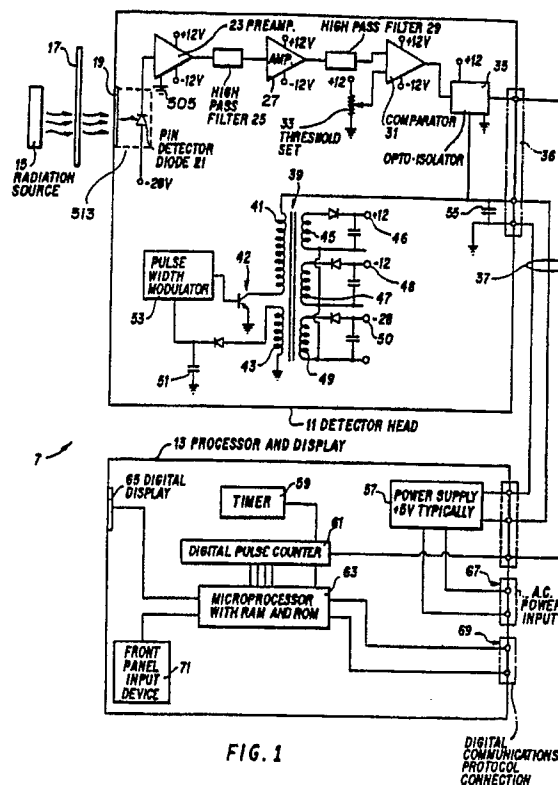 17
23 PREAMP.
HIGH PASS FILTER 29
+12V
+12V
+12V
+12
+12
35
19
AMP.
-12V
505
-12V
27
HIGH PASS
FILTER 25
33
THRESHOLD
SET
COMPARATOR
31
OPTO-ISOLATOR
36
15
RADIATION
SOURCE
PIN
DETECTOR
DIODE 21
-28V
513
39
41
45
+12
46
55
42
-12
48
37
PULSE
WIDTH
MODULATOR
53
47
-28
50
43
49
51
11 DETECTOR HEAD
7
13 PROCESSOR AND DISPLAY
65 DIGITAL
DISPLAY
59
TIMER
57
POWER SUPPLY
+5V TYPICALLY
61
DIGITAL PULSE COUNTER
63
MICROPROCESSOR
WITH RAM AND ROM
67
A.C.
POWER
INPUT
69
FRONT
PANEL
INPUT
DEVICE
71
FIG. 1
DIGITAL
COMMUNICATIONS
PROTOCOL
CONNECTION